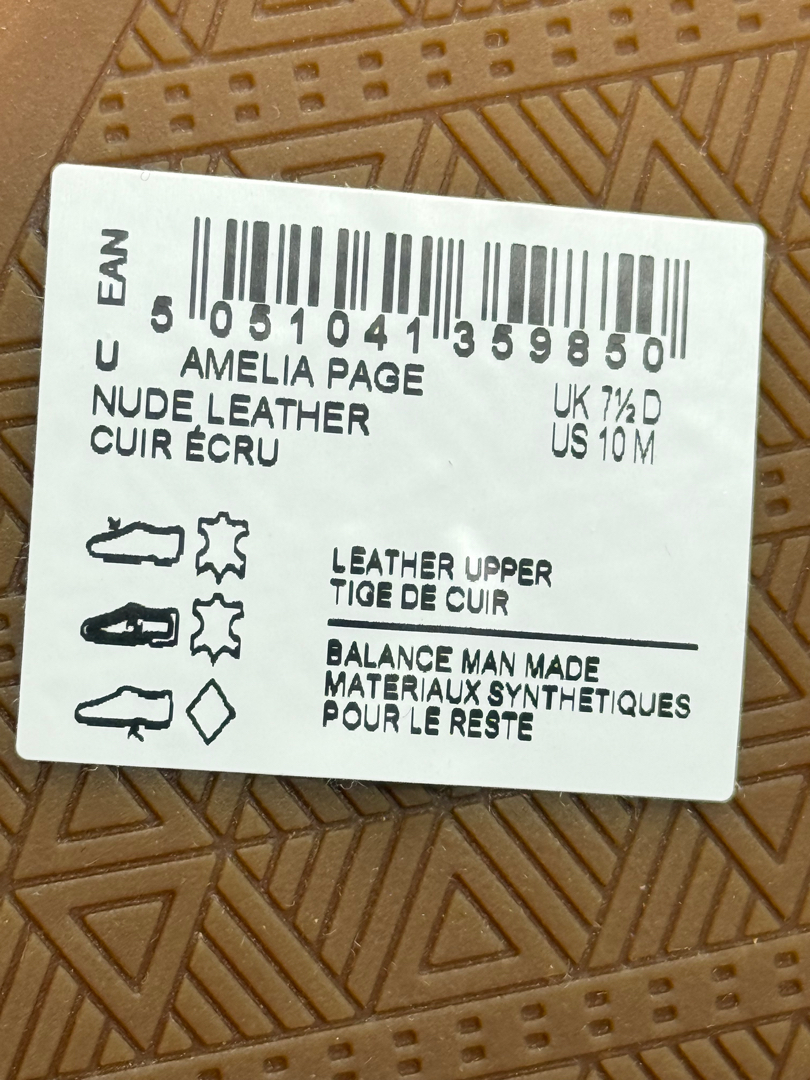 EAN
5 051041 359850
U AMELIA PAGE
NUDE LEATHER
CUIR ÉCRU
UK 7½ D
US 10 M
LEATHER UPPER
TIGE DE CUIR
BALANCE MAN MADE
MATERIAUX SYNTHETIQUES
POUR LE RESTE